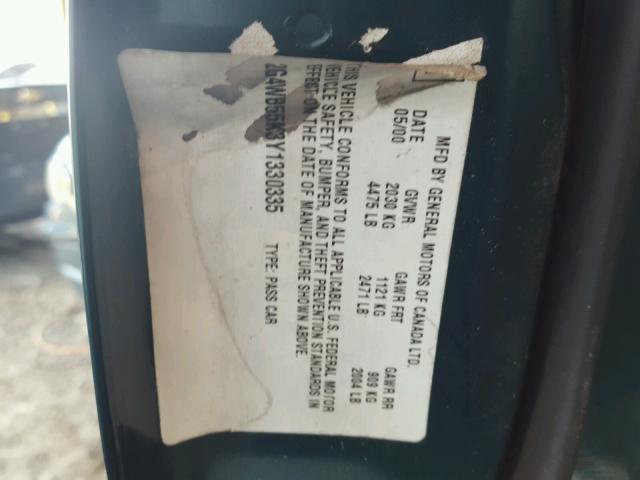 MFD BY GENERAL MOTORS OF CANADA LTD.
DATE GVWR GAWR FRT GAWR RR
05/00 2030 KG 1121 KG 909 KG
4475 LB 2471 LB 2004 LB
THIS VEHICLE CONFORMS TO ALL APPLICABLE U.S. FEDERAL MOTOR
VEHICLE SAFETY, BUMPER, AND THEFT PREVENTION STANDARDS IN
EFFECT ON THE DATE OF MANUFACTURE SHOWN ABOVE.
2G4WB55K3Y1330335 TYPE: PASS CAR